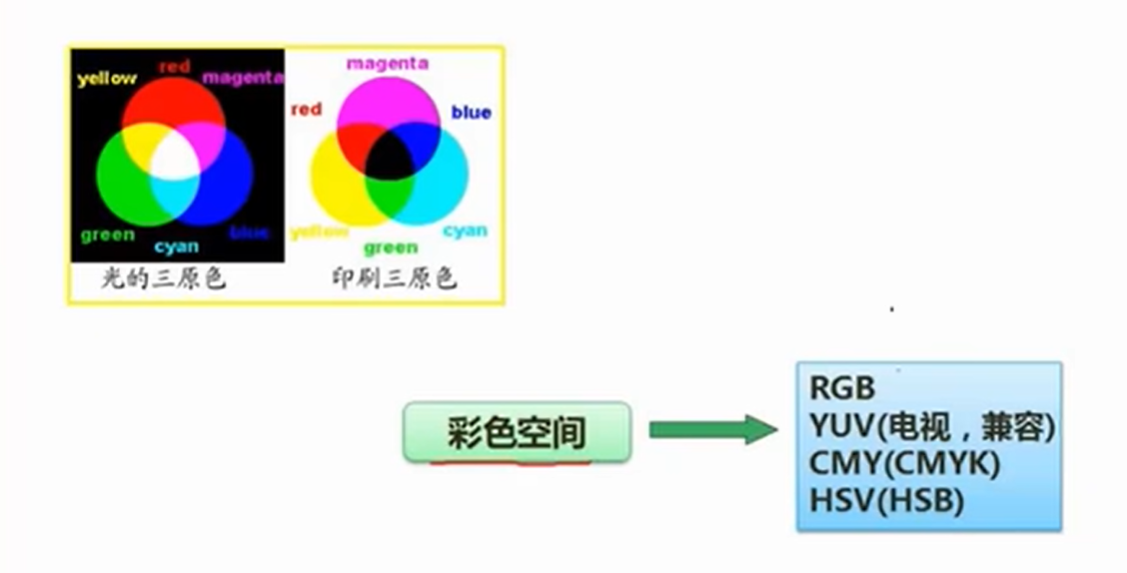 red
yellow
magenta
green
blue
cyan
光的三原色
magenta
red
blue
yellow
cyan
green
印刷三原色
彩色空间
RGB
YUV(电视，兼容)
CMY(CMYK)
HSV(HSB)